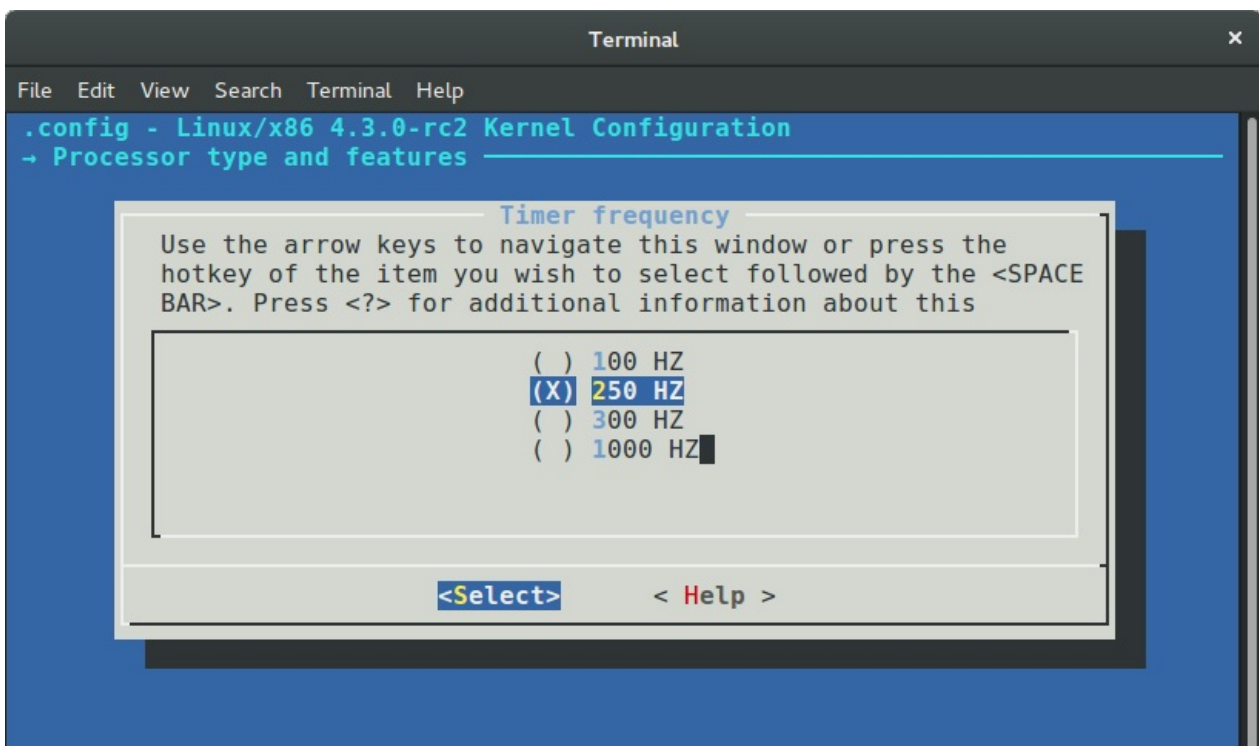 Terminal
×
File Edit View Search Terminal Help
.config - Linux/x86 4.3.0-rc2 Kernel Configuration
→ Processor type and features
Timer frequency
Use the arrow keys to navigate this window or press the
hotkey of the item you wish to select followed by the <SPACE
BAR>. Press <?> for additional information about this
( ) 100 HZ
(X) 250 HZ
( ) 300 HZ
( ) 1000 HZ
<Select> < Help >